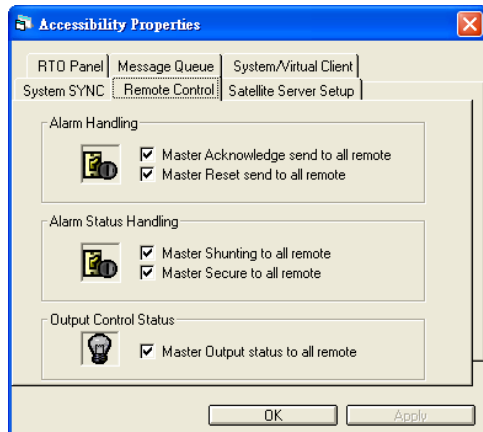 Accessibility Properties
RTO Panel Message Queue System/Virtual Client
System SYNC Remote Control Satellite Server Setup
Alarm Handling
Master Acknowledge send to all remote
Master Reset send to all remote
Alarm Status Handling
Master Shunting to all remote
Master Secure to all remote
Output Control Status
Master Output status to all remote
OK Apply